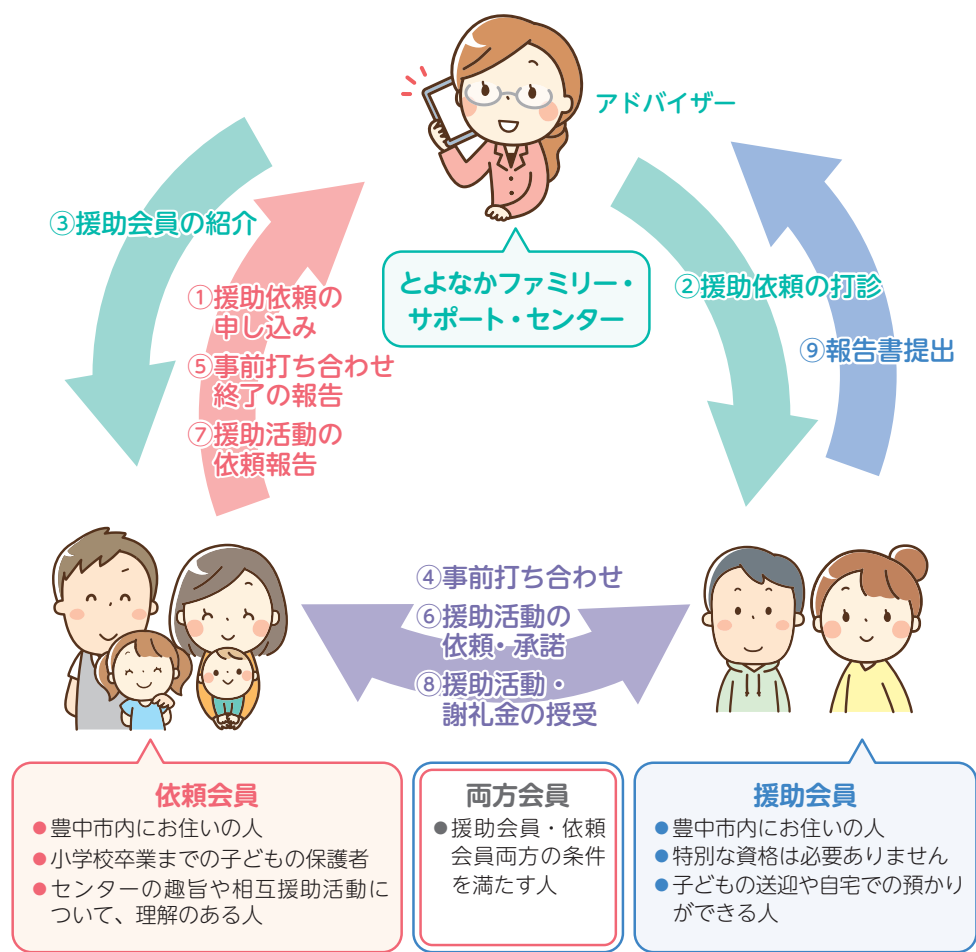 アドバイザー
とよなかファミリー・
サポート・センター
③援助会員の紹介
①援助依頼の
申し込み
⑤事前打ち合わせ
終了の報告
⑦援助活動の
依頼報告
②援助依頼の打診
⑨報告書提出
④事前打ち合わせ
⑥援助活動の
依頼・承諾
⑧援助活動・
謝礼金の授受
依頼会員
●豊中市内にお住いの人
●小学校卒業までの子どもの保護者
●センターの趣旨や相互援助活動に
ついて、理解のある人
両方会員
●援助会員・依頼
会員両方の条件
を満たす人
援助会員
●豊中市内にお住いの人
●特別な資格は必要ありません
●子どもの送迎や自宅での預かり
ができる人